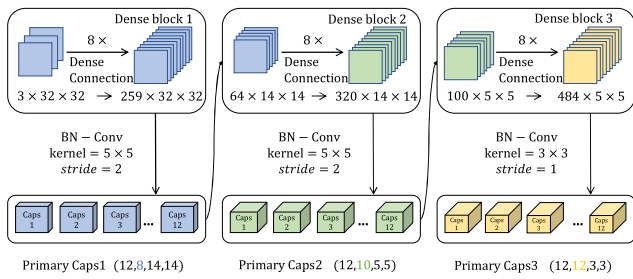 Dense block 1
8 ×
Dense
Connection
3 × 32 × 32 → 259 × 32 × 32
BN − Conv
kernel = 5 × 5
stride = 2
Caps 1
Caps 2
Caps 3
...
Caps 12
Primary Caps1 (12,8,14,14)
Dense block 2
8 ×
Dense
Connection
64 × 14 × 14 → 320 × 14 × 14
BN − Conv
kernel = 5 × 5
stride = 2
Caps 1
Caps 2
Caps 3
...
Caps 12
Primary Caps2 (12,10,5,5)
Dense block 3
8 ×
Dense
Connection
100 × 5 × 5 → 484 × 5 × 5
BN − Conv
kernel = 3 × 3
stride = 1
Caps 1
Caps 2
Caps 3
...
Caps 12
Primary Caps3 (12,12,3,3)